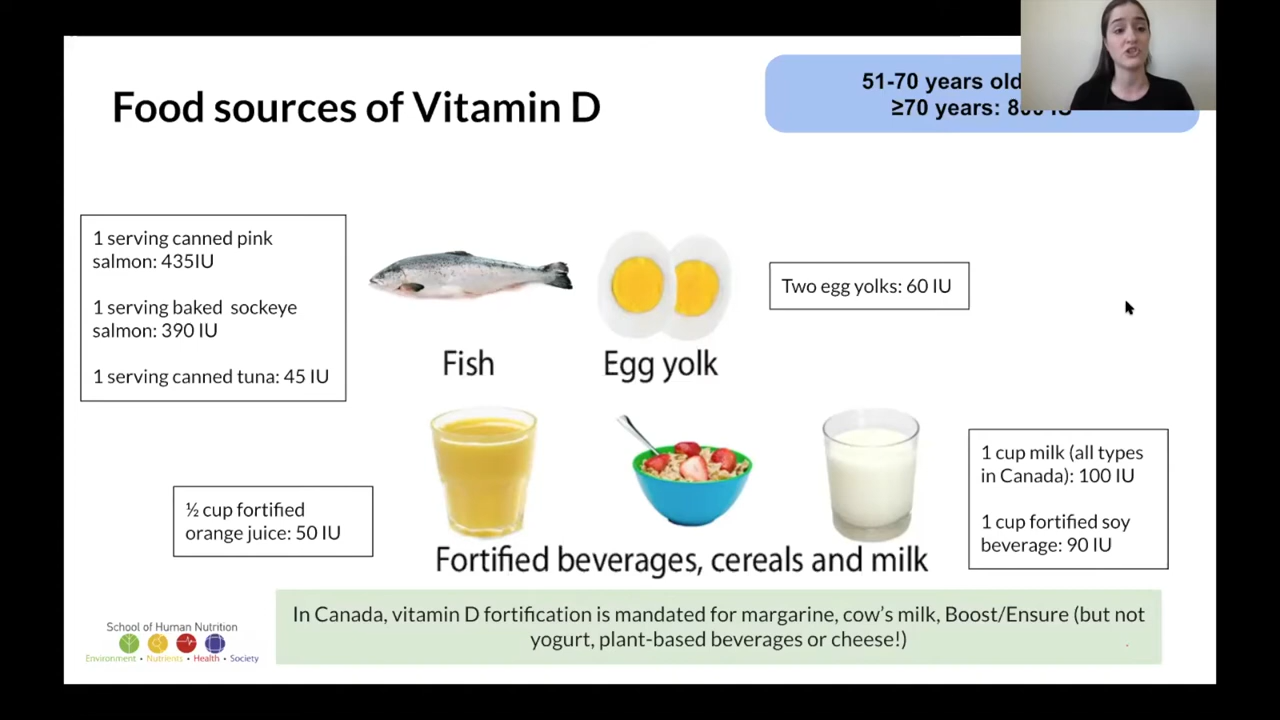 Food sources of Vitamin D
51-70 years old
≥70 years: 800 IU
1 serving canned pink
salmon: 435IU
1 serving baked sockeye
salmon: 390 IU
1 serving canned tuna: 45 IU
Fish
Egg yolk
Two egg yolks: 60 IU
½ cup fortified
orange juice: 50 IU
1 cup milk (all types
in Canada): 100 IU
1 cup fortified soy
beverage: 90 IU
Fortified beverages, cereals and milk
In Canada, vitamin D fortification is mandated for margarine, cow's milk, Boost/Ensure (but not
yogurt, plant-based beverages or cheese!)
School of Human Nutrition
Environment • Nutrients • Health • Society